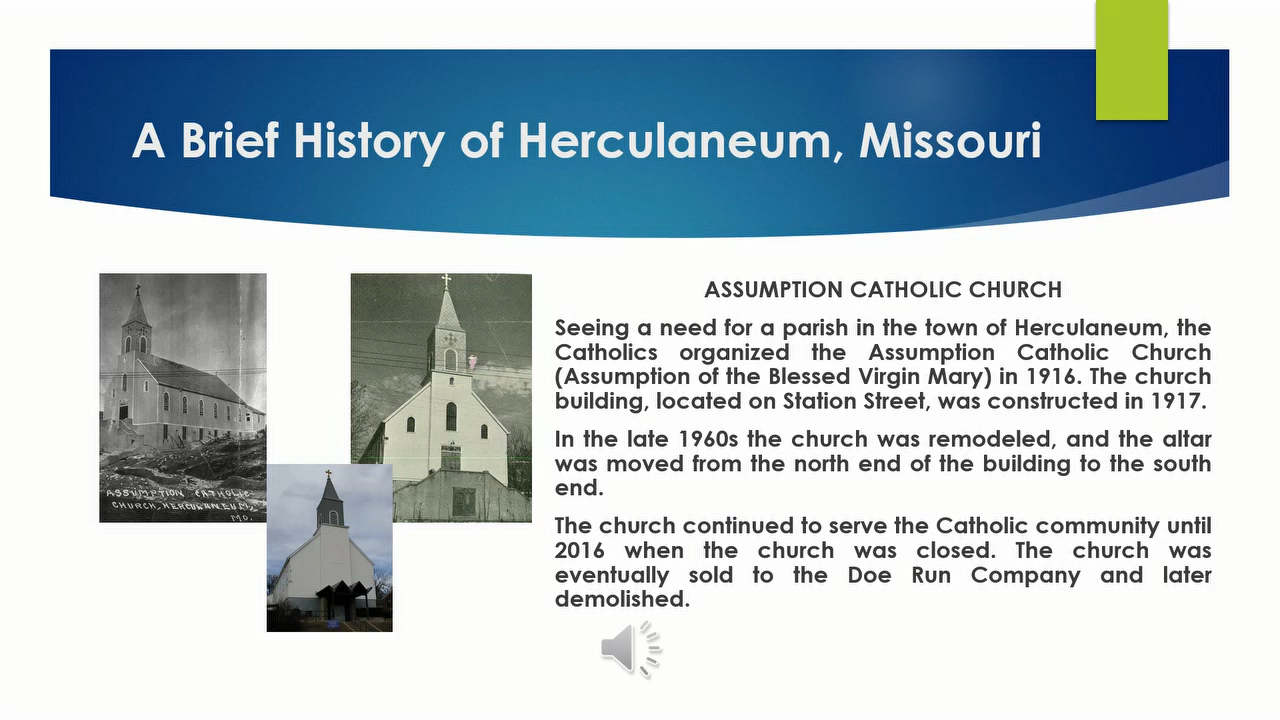 A Brief History of Herculaneum, Missouri
ASSUMPTION CATHOLIC CHURCH
Seeing a need for a parish in the town of Herculaneum, the
Catholics organized the Assumption Catholic Church
(Assumption of the Blessed Virgin Mary) in 1916. The church
building, located on Station Street, was constructed in 1917.
In the late 1960s the church was remodeled, and the altar
was moved from the north end of the building to the south
end.
The church continued to serve the Catholic community until
2016 when the church was closed. The church was
eventually sold to the Doe Run Company and later
demolished.
ASSUMPTION CATHOLIC
CHURCH, HERCULANEUM,
MO.